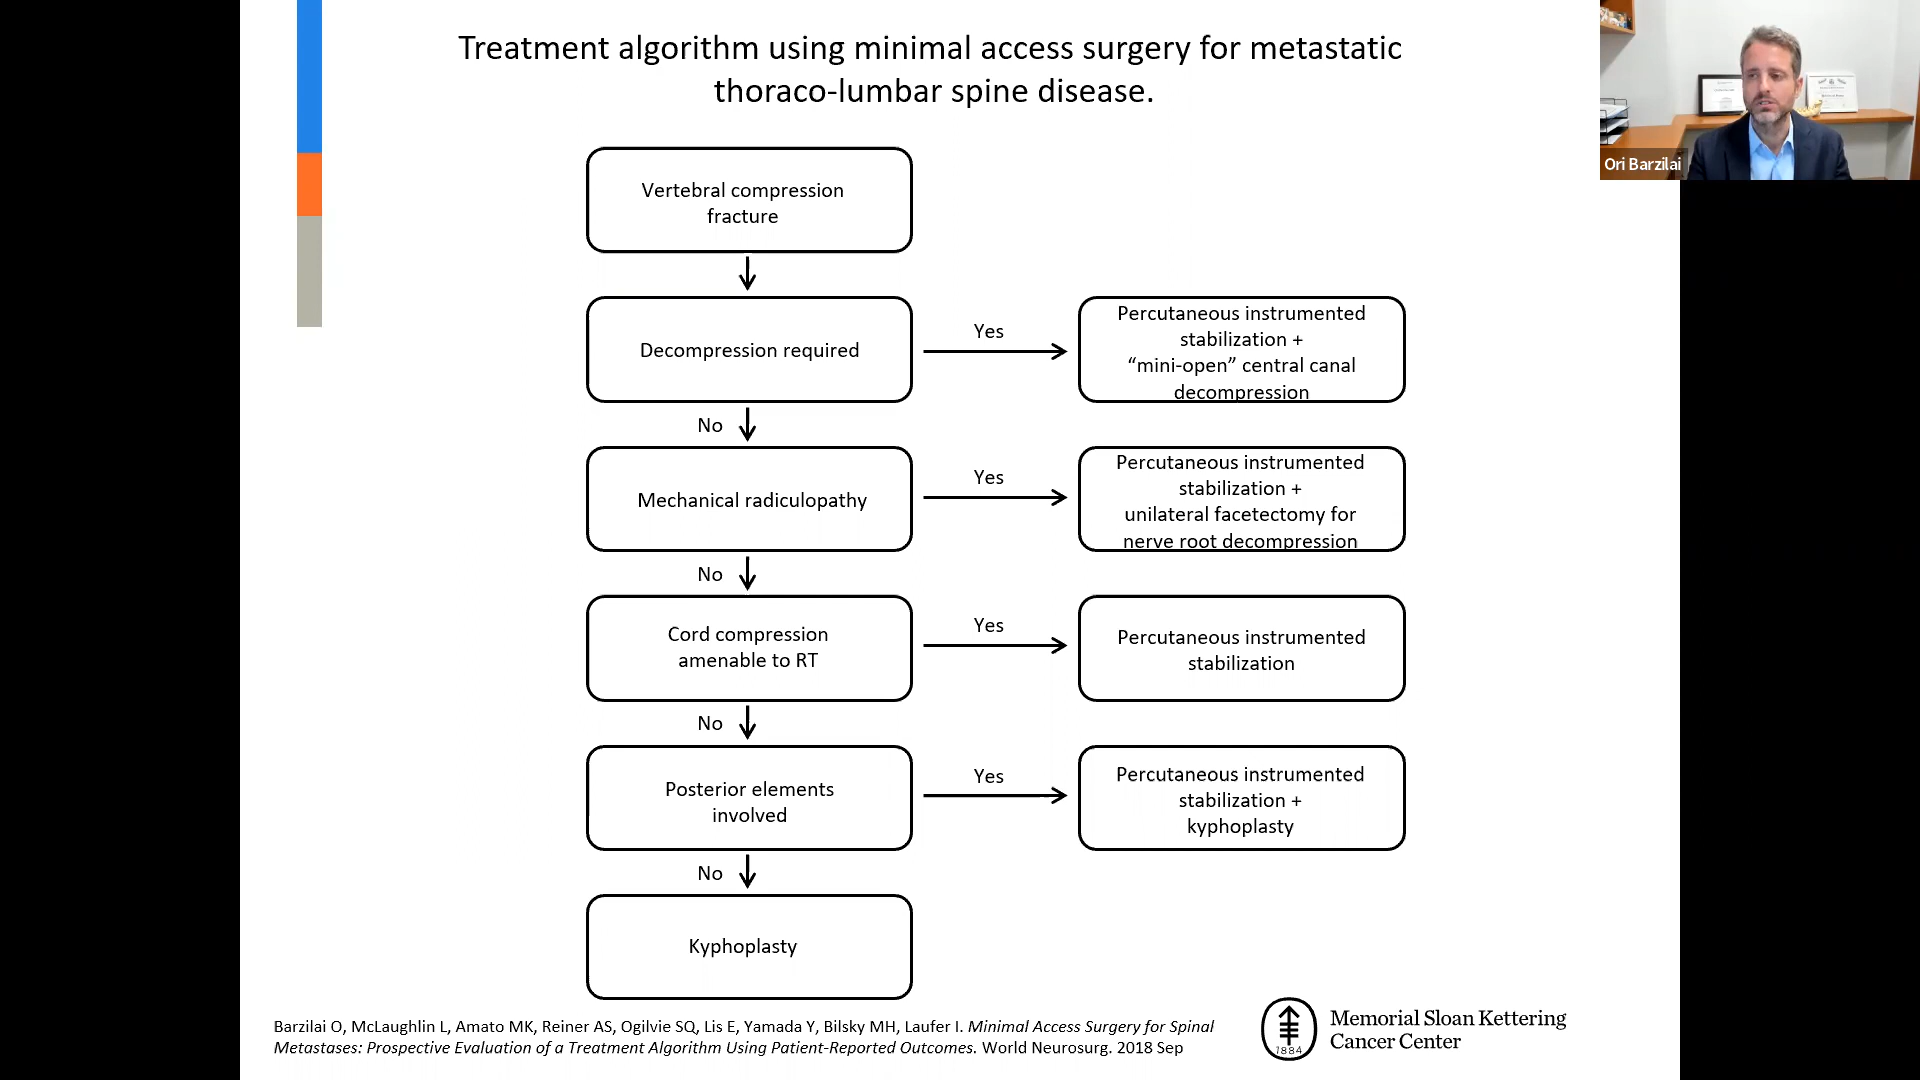 Treatment algorithm using minimal access surgery for metastatic
thoraco-lumbar spine disease.
Ori Barzilai
Vertebral compression
fracture
Decompression required
Yes
Percutaneous instrumented
stabilization +
“mini-open” central canal
decompression
No
Mechanical radiculopathy
Yes
Percutaneous instrumented
stabilization +
unilateral facetectomy for
nerve root decompression
No
Cord compression
amenable to RT
Yes
Percutaneous instrumented
stabilization
No
Posterior elements
involved
Yes
Percutaneous instrumented
stabilization +
kyphoplasty
No
Kyphoplasty
Barzilai O, McLaughlin L, Amato MK, Reiner AS, Ogilvie SQ, Lis E, Yamada Y, Bilsky MH, Laufer I. Minimal Access Surgery for Spinal
Metastases: Prospective Evaluation of a Treatment Algorithm Using Patient-Reported Outcomes. World Neurosurg. 2018 Sep
1884
Memorial Sloan Kettering
Cancer Center